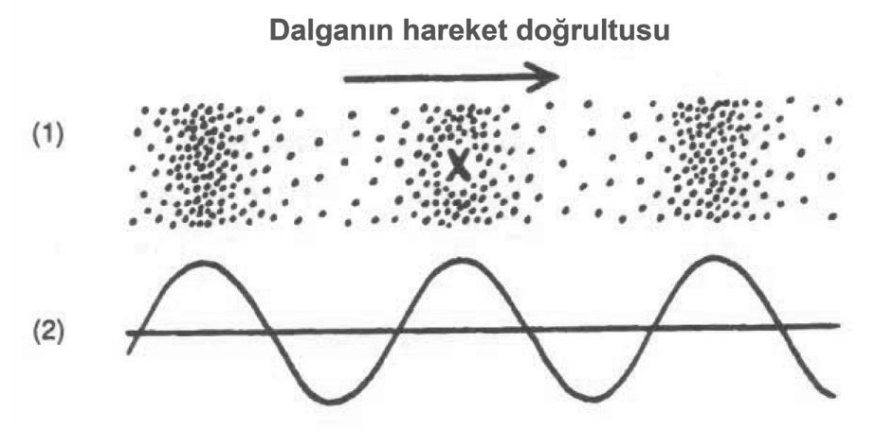 Dalganın hareket doğrultusu
(1)
X
(2)